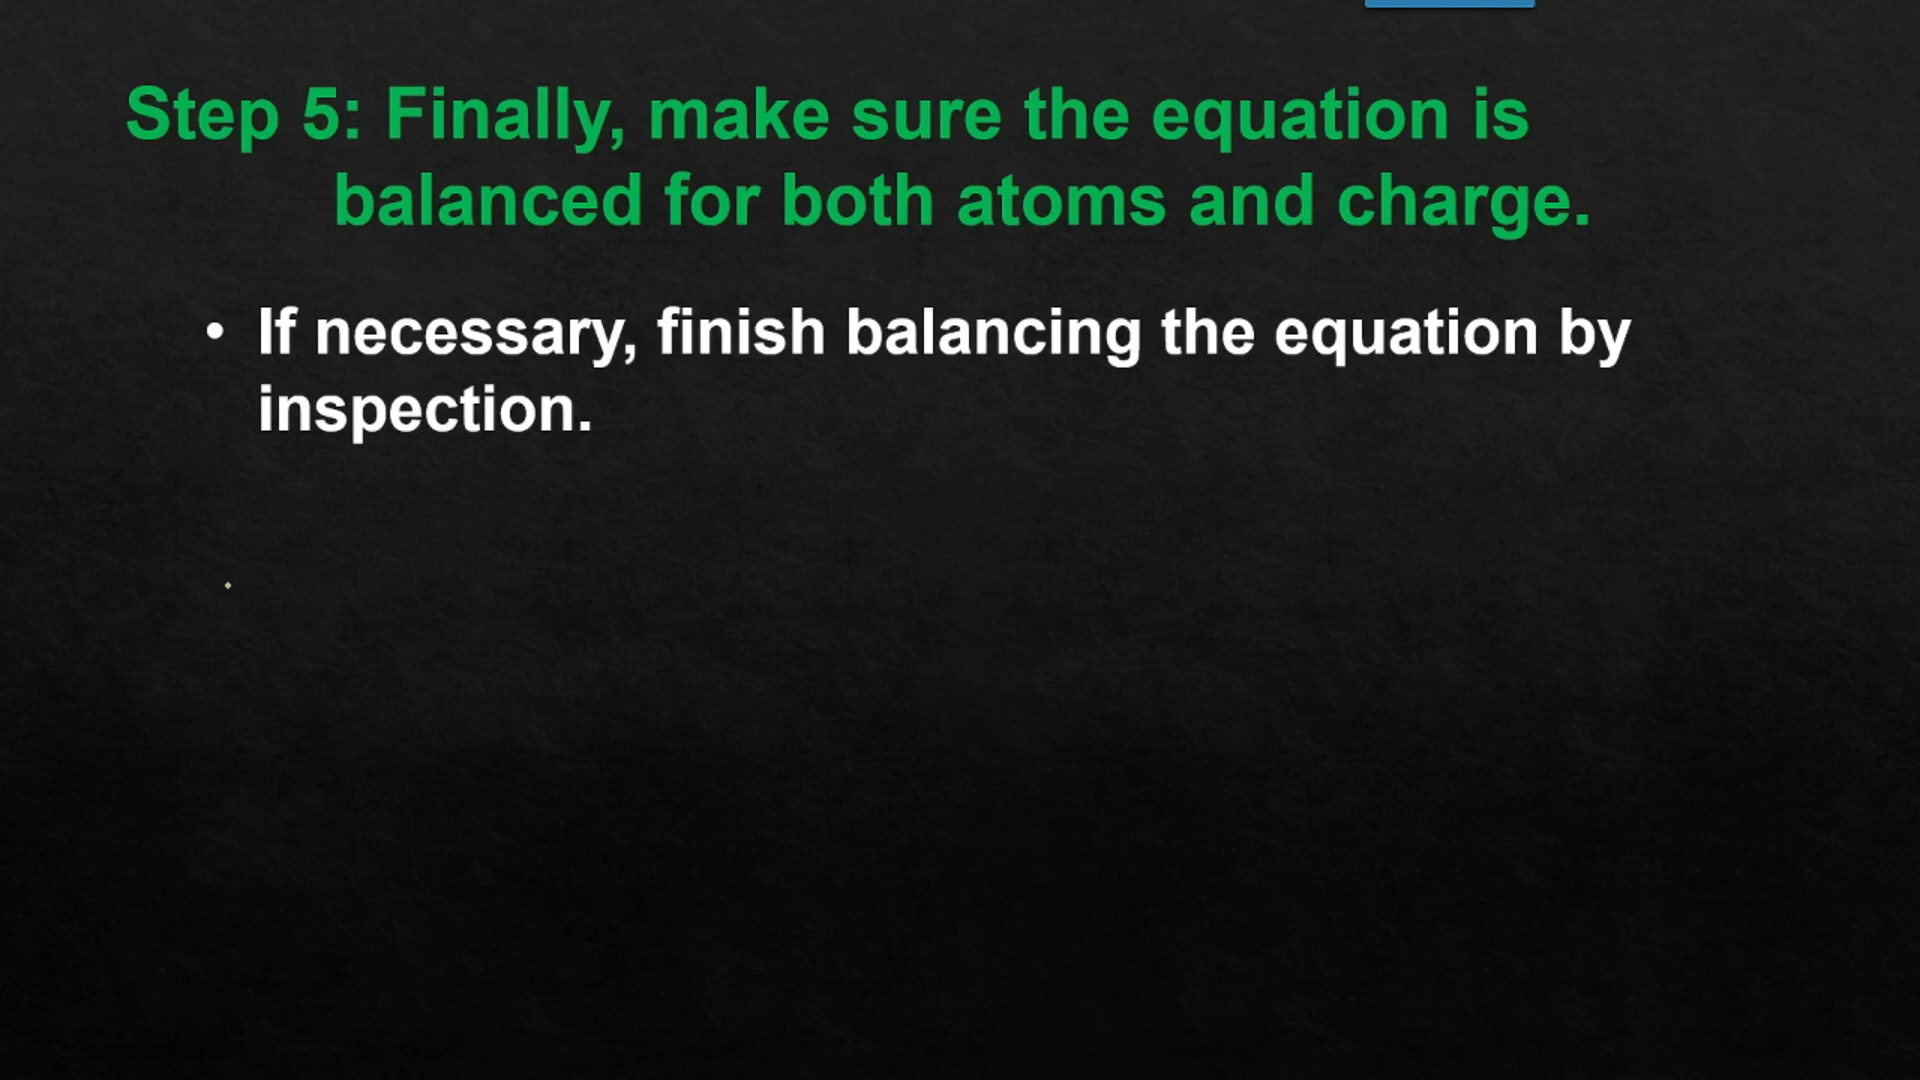 Step 5: Finally, make sure the equation is
balanced for both atoms and charge.
• If necessary, finish balancing the equation by
inspection.